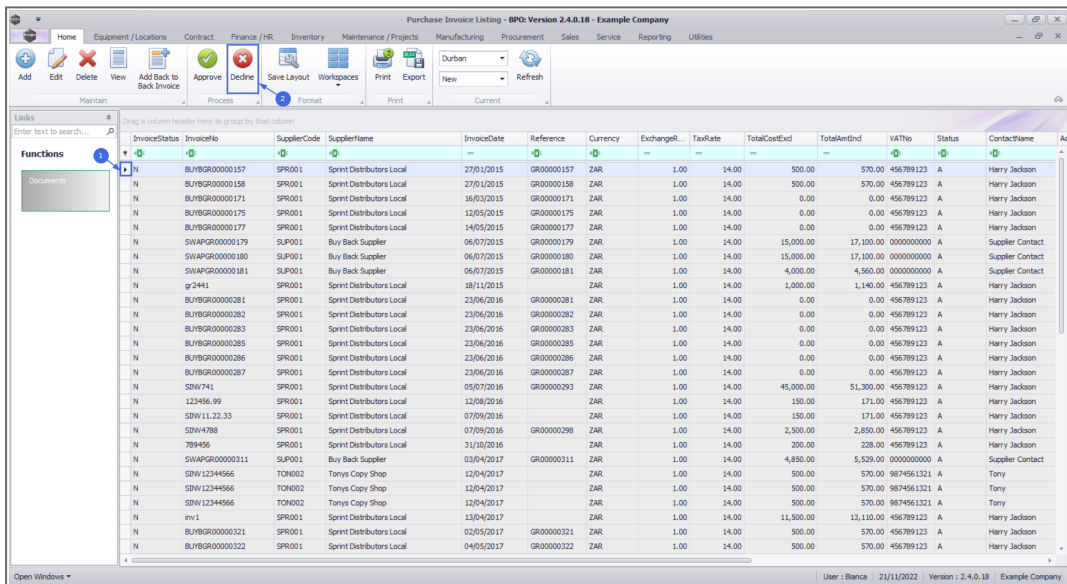 Purchase Invoice Listing - BPO: Version 2.4.0.18 - Example Company
Home Equipment / Locations Contract Finance / HR Inventory Maintenance / Projects Manufacturing Procurement Sales Service Reporting Utilities
Add Edit Delete View Add Back to Back Invoice Approve Decline Save Layout Workspaces Print Export Durban New Refresh
Maintain Process 2 Format Print Current
Links
Enter text to search...
Functions
Documents
1
Drag a column header here to group by that column
InvoiceStatus InvoiceNo SupplierCode SupplierName InvoiceDate Reference Currency ExchangeR... TaxRate TotalCostExcl TotalAmtIncl VATNo Status ContactName Ad
N BUYBGR00000157 SPR001 Sprint Distributors Local 27/01/2015 GR00000157 ZAR 1.00 14.00 500.00 570.00 456789123 A Harry Jackson
N BUYBGR00000158 SPR001 Sprint Distributors Local 27/01/2015 GR00000158 ZAR 1.00 14.00 500.00 570.00 456789123 A Harry Jackson
N BUYBGR00000171 SPR001 Sprint Distributors Local 16/03/2015 GR00000171 ZAR 1.00 14.00 0.00 0.00 456789123 A Harry Jackson
N BUYBGR00000175 SPR001 Sprint Distributors Local 12/05/2015 GR00000175 ZAR 1.00 14.00 0.00 0.00 456789123 A Harry Jackson
N BUYBGR00000177 SPR001 Sprint Distributors Local 14/05/2015 GR00000177 ZAR 1.00 14.00 0.00 0.00 456789123 A Harry Jackson
N SWAPGR00000179 SUP001 Buy Back Supplier 06/07/2015 GR00000179 ZAR 1.00 14.00 15,000.00 17,100.00 0000000000 A Supplier Contact
N SWAPGR00000180 SUP001 Buy Back Supplier 06/07/2015 GR00000180 ZAR 1.00 14.00 15,000.00 17,100.00 0000000000 A Supplier Contact
N SWAPGR00000181 SUP001 Buy Back Supplier 06/07/2015 GR00000181 ZAR 1.00 14.00 4,000.00 4,560.00 0000000000 A Supplier Contact
N gr2441 SPR001 Sprint Distributors Local 18/11/2015 ZAR 1.00 14.00 1,000.00 1,140.00 456789123 A Harry Jackson
N BUYBGR00000281 SPR001 Sprint Distributors Local 23/06/2016 GR00000281 ZAR 1.00 14.00 0.00 0.00 456789123 A Harry Jackson
N BUYBGR00000282 SPR001 Sprint Distributors Local 23/06/2016 GR00000282 ZAR 1.00 14.00 0.00 0.00 456789123 A Harry Jackson
N BUYBGR00000283 SPR001 Sprint Distributors Local 23/06/2016 GR00000283 ZAR 1.00 14.00 0.00 0.00 456789123 A Harry Jackson
N BUYBGR00000285 SPR001 Sprint Distributors Local 23/06/2016 GR00000285 ZAR 1.00 14.00 0.00 0.00 456789123 A Harry Jackson
N BUYBGR00000286 SPR001 Sprint Distributors Local 23/06/2016 GR00000286 ZAR 1.00 14.00 0.00 0.00 456789123 A Harry Jackson
N BUYBGR00000287 SPR001 Sprint Distributors Local 23/06/2016 GR00000287 ZAR 1.00 14.00 0.00 0.00 456789123 A Harry Jackson
N SINV741 SPR001 Sprint Distributors Local 05/07/2016 GR00000293 ZAR 1.00 14.00 45,000.00 51,300.00 456789123 A Harry Jackson
N 123456.99 SPR001 Sprint Distributors Local 12/08/2016 ZAR 1.00 14.00 150.00 171.00 456789123 A Harry Jackson
N SINV11.22.33 SPR001 Sprint Distributors Local 07/09/2016 ZAR 1.00 14.00 150.00 171.00 456789123 A Harry Jackson
N SINV4788 SPR001 Sprint Distributors Local 07/09/2016 GR00000298 ZAR 1.00 14.00 2,500.00 2,850.00 456789123 A Harry Jackson
N 789456 SPR001 Sprint Distributors Local 31/10/2016 ZAR 1.00 14.00 200.00 228.00 456789123 A Harry Jackson
N SWAPGR00000311 SUP001 Buy Back Supplier 03/04/2017 GR00000311 ZAR 1.00 14.00 4,850.00 5,529.00 0000000000 A Supplier Contact
N SINV12344566 TON002 Tonys Copy Shop 12/04/2017 ZAR 1.00 14.00 500.00 570.00 9874561321 A Tony
N SINV12344566 TON002 Tonys Copy Shop 12/04/2017 ZAR 1.00 14.00 500.00 570.00 9874561321 A Tony
N SINV12344566 TON002 Tonys Copy Shop 12/04/2017 ZAR 1.00 14.00 500.00 570.00 9874561321 A Tony
N inv1 SPR001 Sprint Distributors Local 13/04/2017 ZAR 1.00 14.00 11,500.00 13,110.00 456789123 A Harry Jackson
N BUYBGR00000321 SPR001 Sprint Distributors Local 02/05/2017 GR00000321 ZAR 1.00 14.00 500.00 570.00 456789123 A Harry Jackson
N BUYBGR00000322 SPR001 Sprint Distributors Local 04/05/2017 GR00000322 ZAR 1.00 14.00 500.00 570.00 456789123 A Harry Jackson
Open Windows User : Bianca 21/11/2022 Version : 2.4.0.18 Example Company